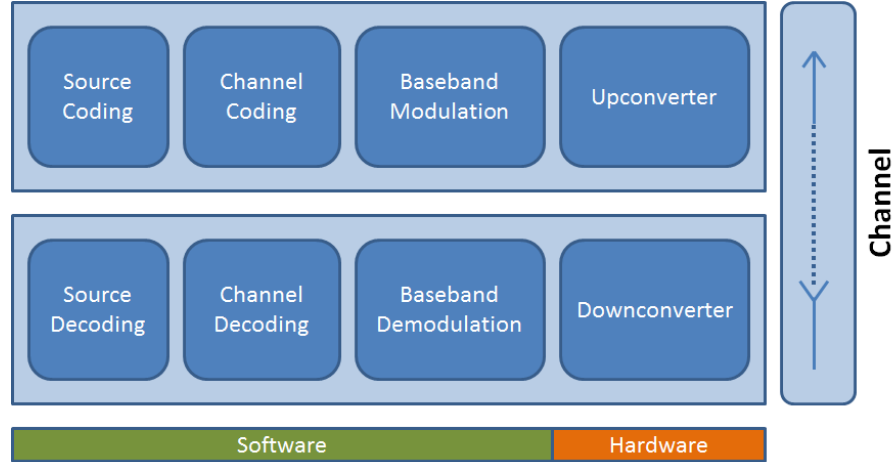 Source
Coding
Channel
Coding
Baseband
Modulation
Upconverter
Source
Decoding
Channel
Decoding
Baseband
Demodulation
Downconverter
Software
Hardware
Channel